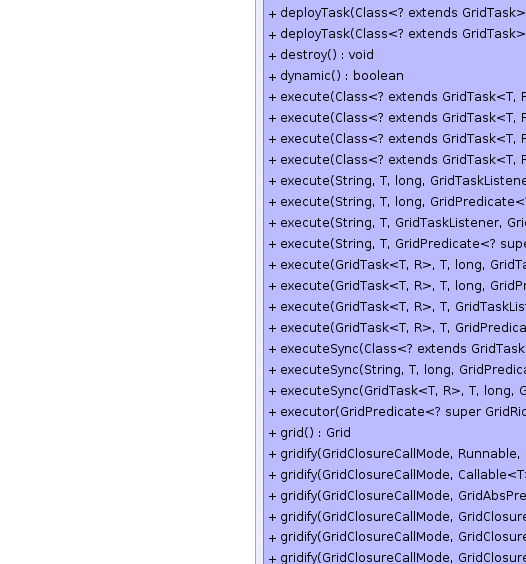 + deployTask(Class<? extends GridTask>
+ deployTask(Class<? extends GridTask>
+ destroy() : void
+ dynamic() : boolean
+ execute(Class<? extends GridTask<T,
+ execute(Class<? extends GridTask<T,
+ execute(Class<? extends GridTask<T,
+ execute(Class<? extends GridTask<T,
+ execute(String, T, long, GridTaskListene
+ execute(String, T, long, GridPredicate<
+ execute(String, T, GridTaskListener, Gri
+ execute(String, T, GridPredicate<? supe
+ execute(GridTask<T, R>, T, long, GridTa
+ execute(GridTask<T, R>, T, long, GridPr
+ execute(GridTask<T, R>, T, GridTaskLis
+ execute(GridTask<T, R>, T, GridPredica
+ executeSync(Class<? extends GridTask
+ executeSync(String, T, long, GridPredica
+ executeSync(GridTask<T, R>, T, long, G
+ executor(GridPredicate<? super GridRic
+ grid() : Grid
+ gridify(GridClosureCallMode, Runnable,
+ gridify(GridClosureCallMode, Callable<T
+ gridify(GridClosureCallMode, GridAbsPre
+ gridify(GridClosureCallMode, GridClosure
+ gridify(GridClosureCallMode, GridClosure
+ gridify(GridClosureCallMode, GridClosure